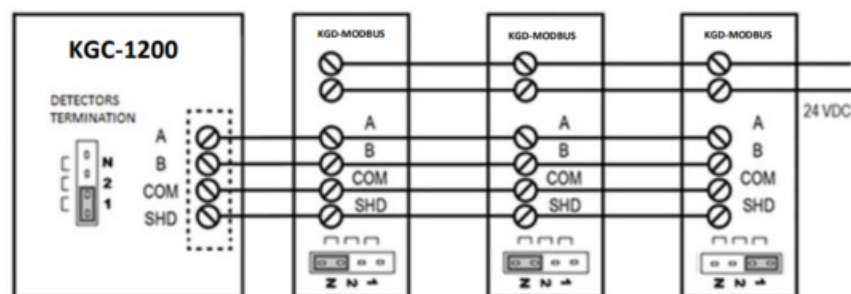 KGC-1200
DETECTORS
TERMINATION
N
2
1
A
B
COM
SHD
KGD-MODBUS
A
B
COM
SHD
N 2 1
KGD-MODBUS
A
B
COM
SHD
N 2 1
KGD-MODBUS
24 VDC
A
B
COM
SHD
N 2 1